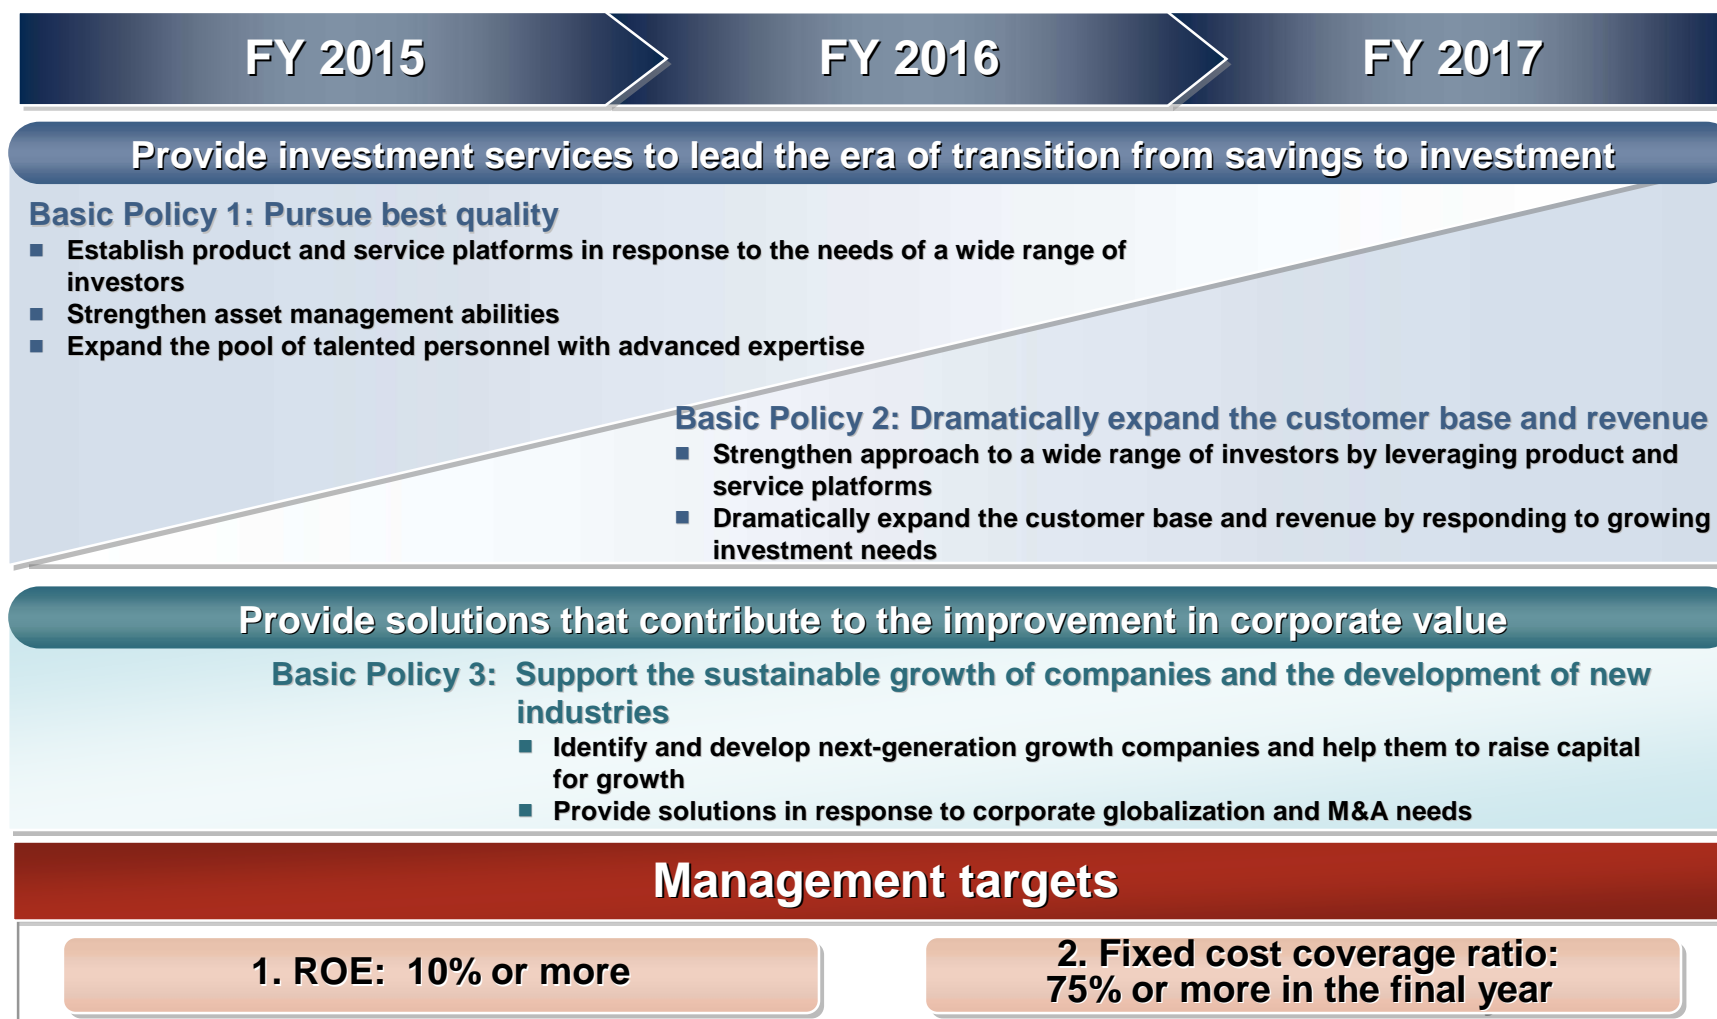 FY 2015
FY 2016
FY 2017
Provide investment services to lead the era of transition from savings to investment
Basic Policy 1: Pursue best quality
■ Establish product and service platforms in response to the needs of a wide range of
investors
■ Strengthen asset management abilities
■ Expand the pool of talented personnel with advanced expertise
Basic Policy 2: Dramatically expand the customer base and revenue
■ Strengthen approach to a wide range of investors by leveraging product and
service platforms
■ Dramatically expand the customer base and revenue by responding to growing
investment needs
Provide solutions that contribute to the improvement in corporate value
Basic Policy 3: Support the sustainable growth of companies and the development of new
industries
■ Identify and develop next-generation growth companies and help them to raise capital
for growth
■ Provide solutions in response to corporate globalization and M&A needs
Management targets
1. ROE: 10% or more
2. Fixed cost coverage ratio:
75% or more in the final year